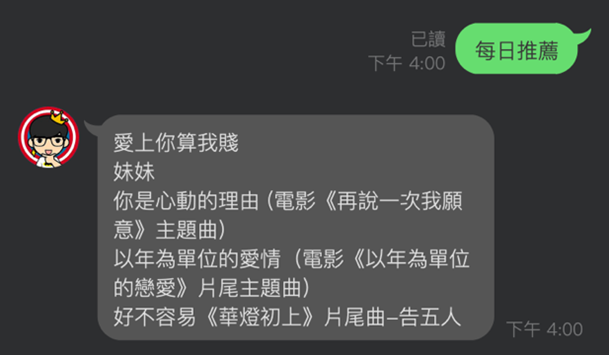 已讀
下午 4:00
每日推薦
愛上你算我賤
妹妹
你是心動的理由 (電影《再說一次我願
意》主題曲)
以年為單位的愛情（電影《以年為單位
的戀愛》片尾主題曲）
好不容易《華燈初上》片尾曲–告五人
下午 4:00